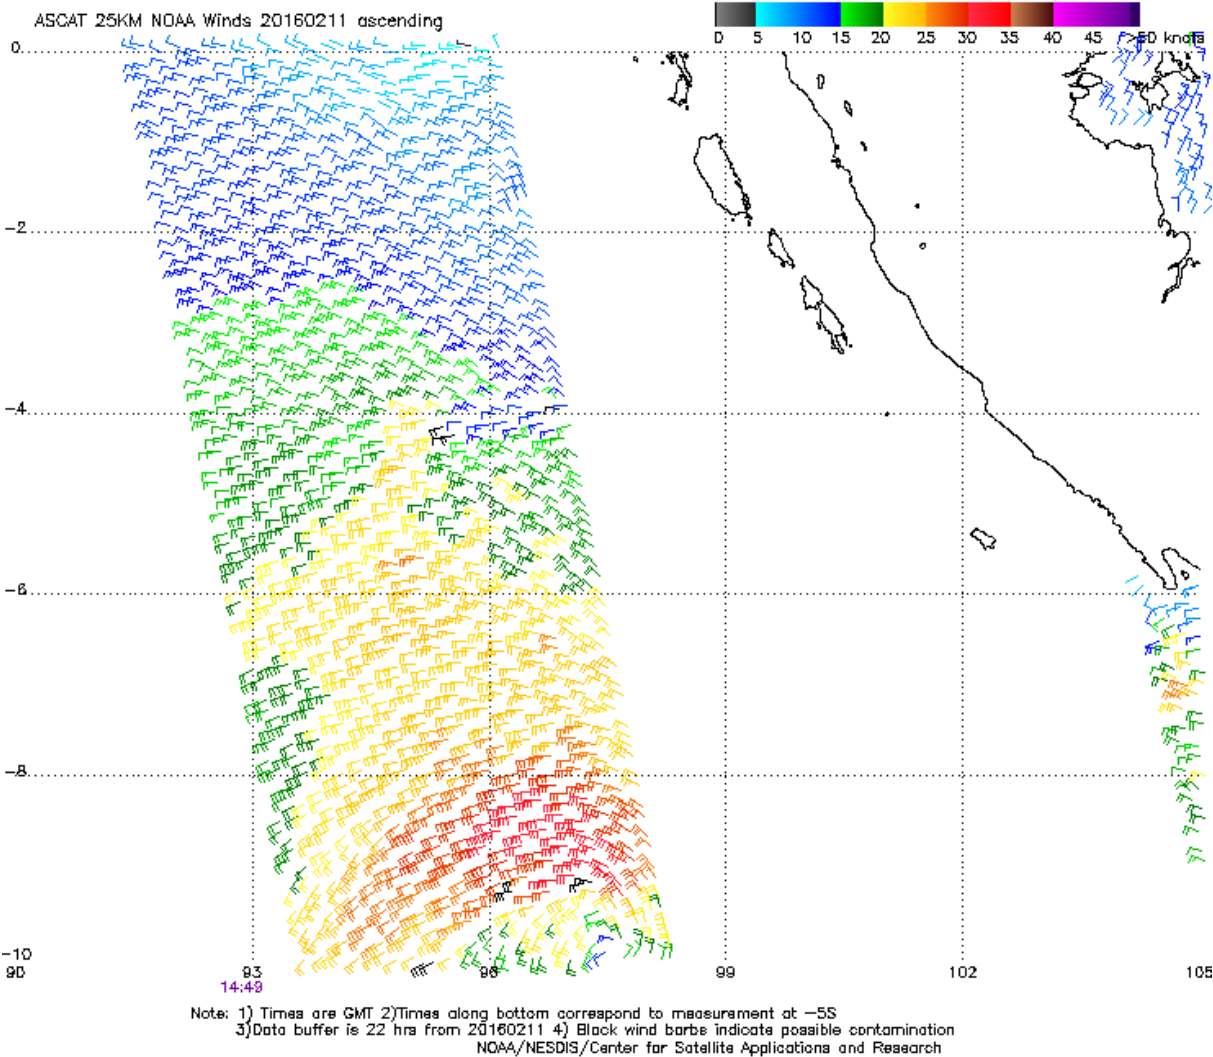 ASCAT 25KM NOAA Winds 20160211 ascending
0 5 10 15 20 25 30 35 40 45 >50 knots
0
-2
-4
-6
-8
-10
90 93 96 99 102 105
14:49
Note: 1) Times are GMT 2)Times along bottom correspond to measurement at -5S
3)Data buffer is 22 hrs from 20160211 4) Black wind barbs indicate possible contamination
NOAA/NESDIS/Center for Satellite Applications and Research